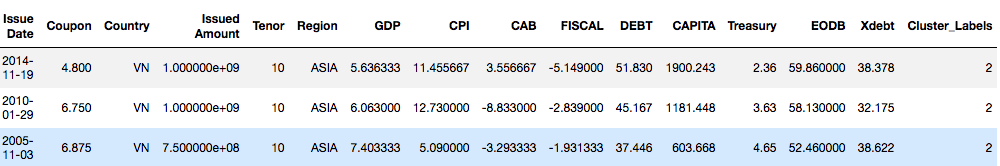 Issue Date Coupon Country Issued Amount Tenor Region GDP CPI CAB FISCAL DEBT CAPITA Treasury EODB Xdebt Cluster_Labels
2014-11-19 4.800 VN 1.000000e+09 10 ASIA 5.636333 11.455667 3.556667 -5.149000 51.830 1900.243 2.36 59.860000 38.378 2
2010-01-29 6.750 VN 1.000000e+09 10 ASIA 6.063000 12.730000 -8.833000 -2.839000 45.167 1181.448 3.63 58.130000 32.175 2
2005-11-03 6.875 VN 7.500000e+08 10 ASIA 7.403333 5.090000 -3.293333 -1.931333 37.446 603.668 4.65 52.460000 38.622 2